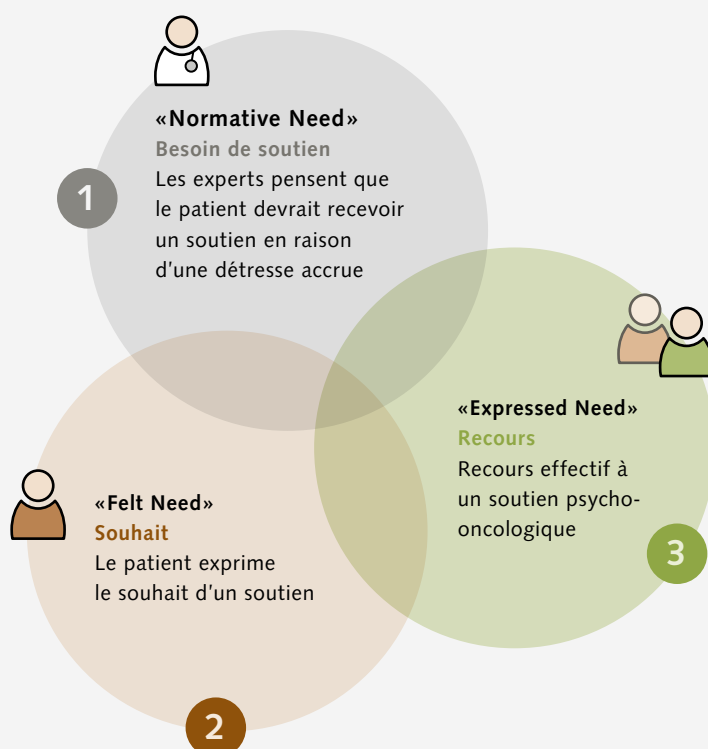 1
«Normative Need»
Besoin de soutien
Les experts pensent que
le patient devrait recevoir
un soutien en raison
d'une détresse accrue
«Felt Need»
Souhait
Le patient exprime
le souhait d'un soutien
2
«Expressed Need»
Recours
Recours effectif à
un soutien psycho-
oncologique
3